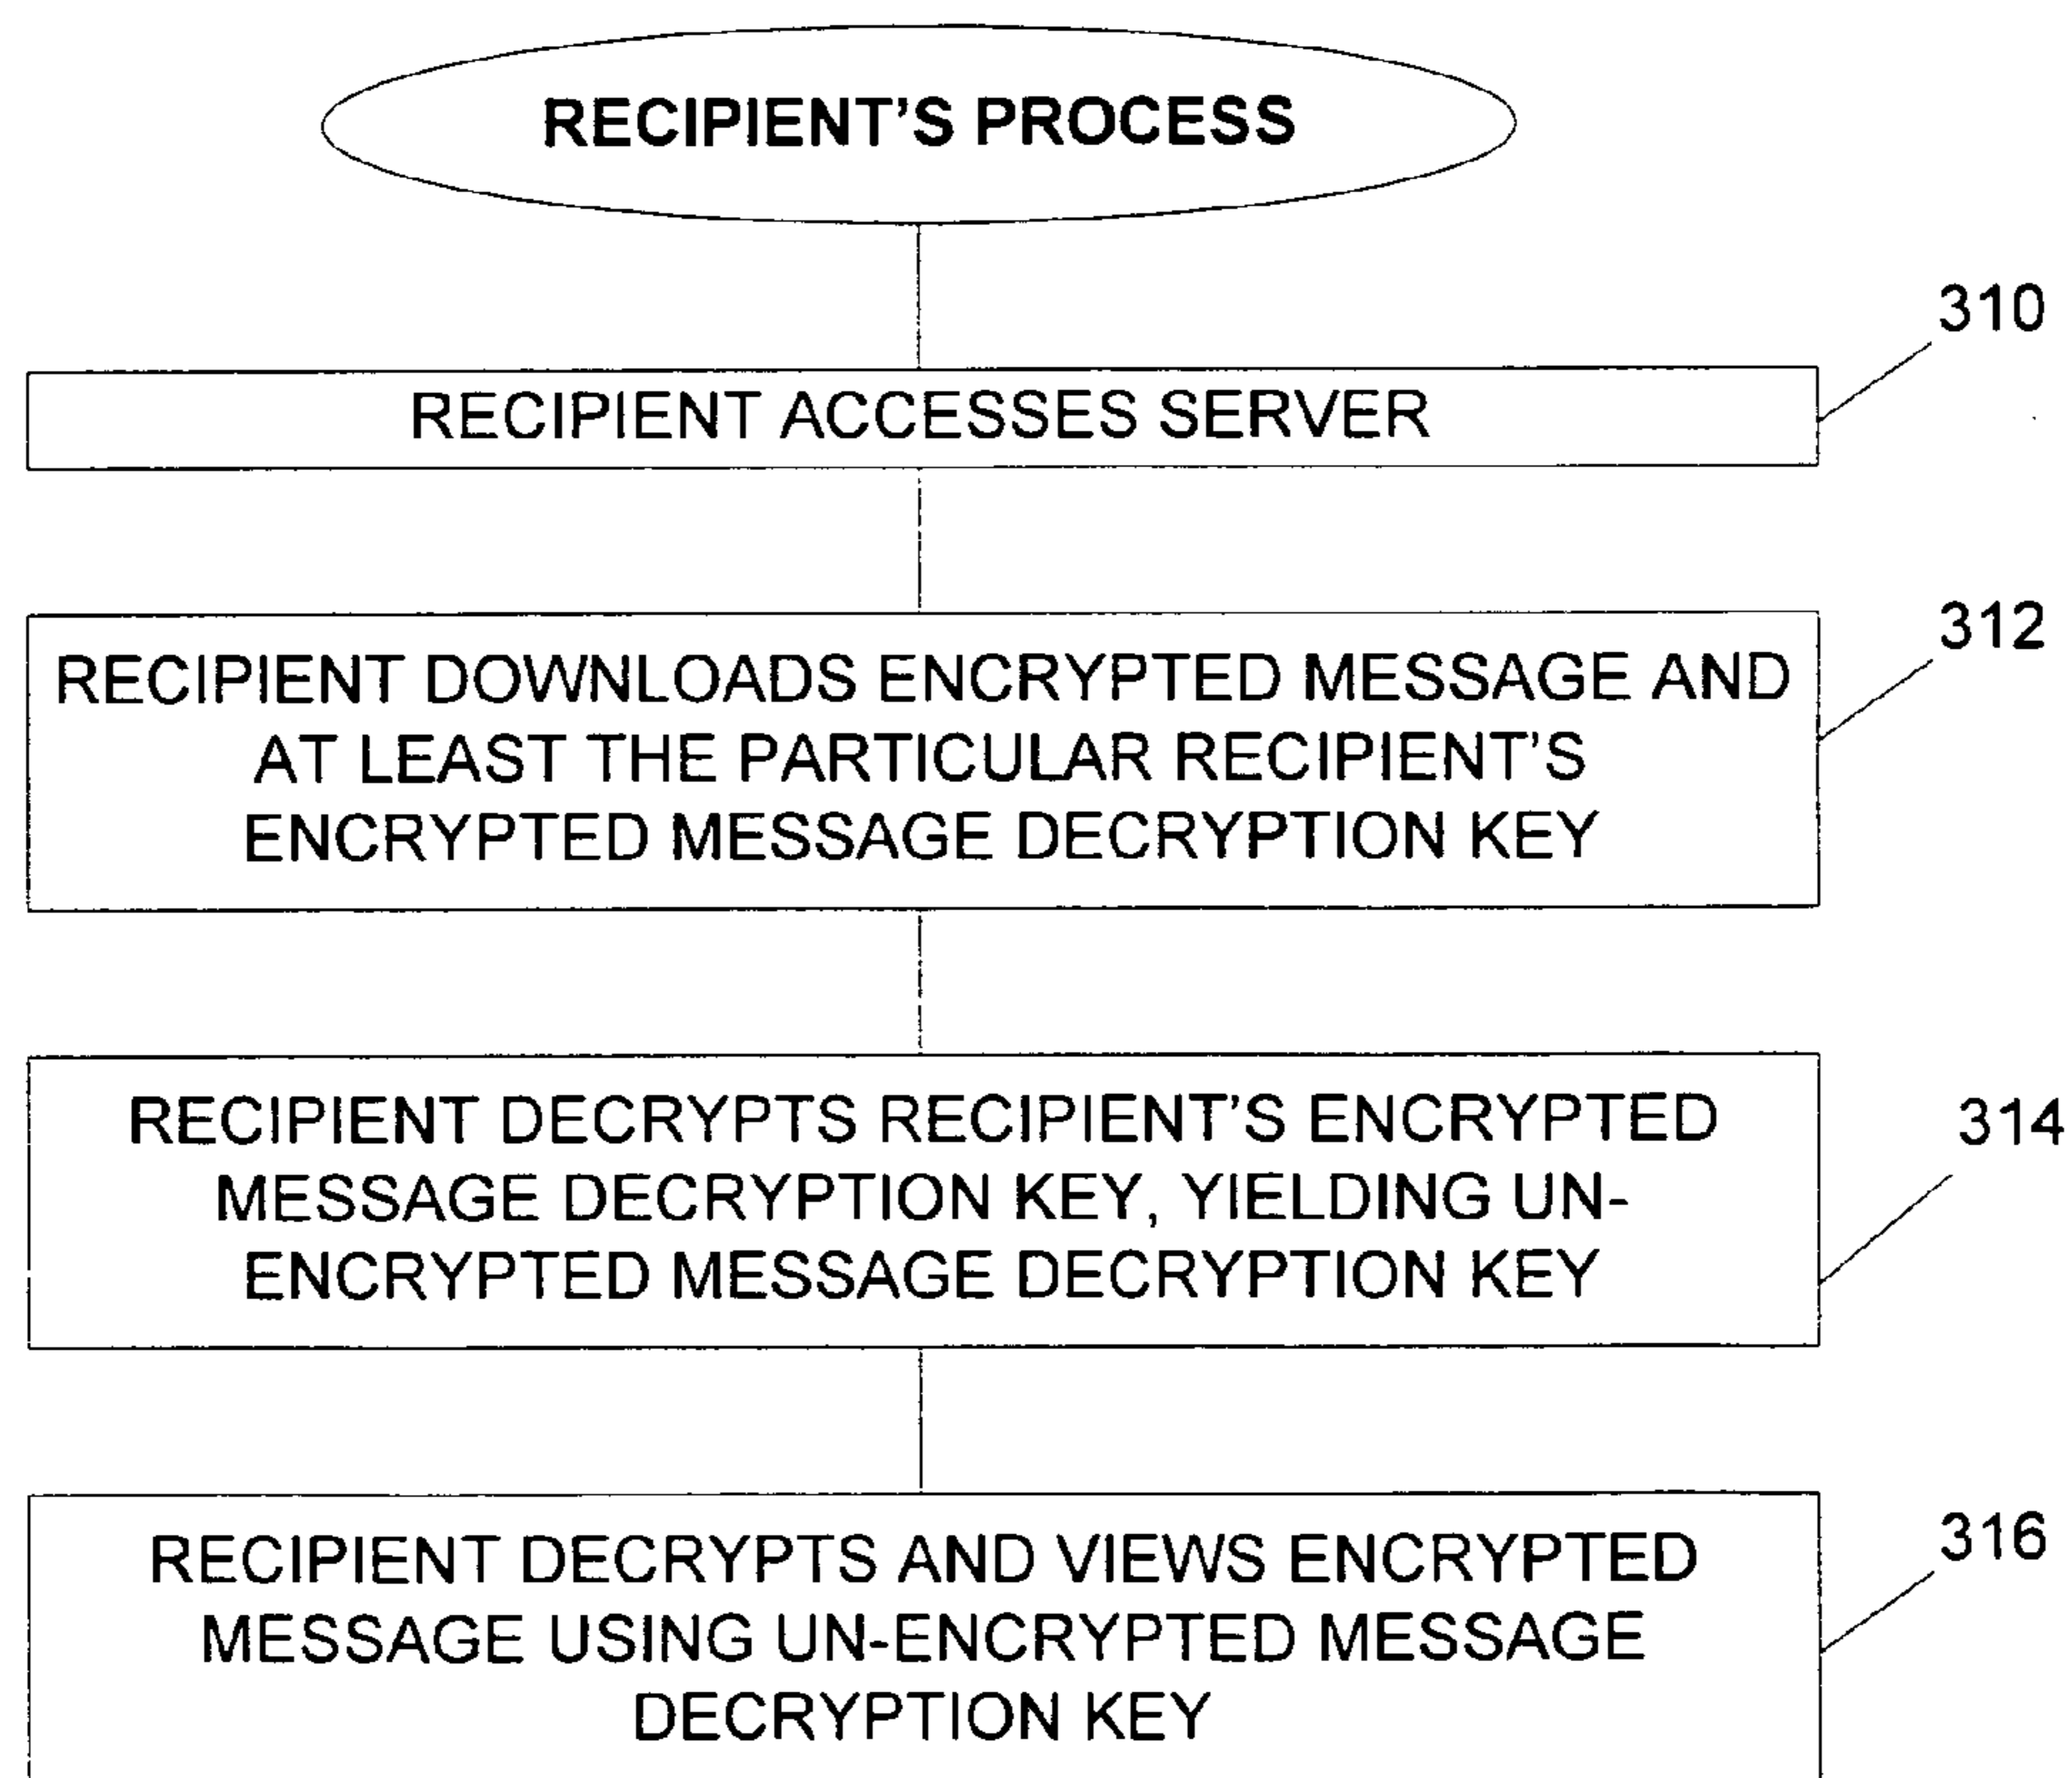 RECIPIENT'S PROCESS
310
RECIPIENT ACCESSES SERVER
312
RECIPIENT DOWNLOADS ENCRYPTED MESSAGE AND
AT LEAST THE PARTICULAR RECIPIENT'S
ENCRYPTED MESSAGE DECRYPTION KEY
314
RECIPIENT DECRYPTS RECIPIENT'S ENCRYPTED
MESSAGE DECRYPTION KEY, YIELDING UN-
ENCRYPTED MESSAGE DECRYPTION KEY
316
RECIPIENT DECRYPTS AND VIEWS ENCRYPTED
MESSAGE USING UN-ENCRYPTED MESSAGE
DECRYPTION KEY